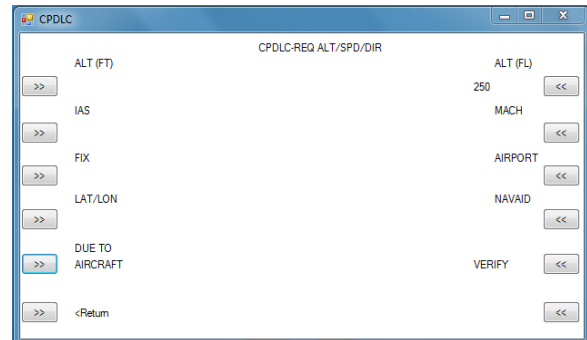 CPDLC
CPDLC-REQ ALT/SPD/DIR
ALT (FT) ALT (FL)
>> 250 <<
IAS MACH
>> <<
FIX AIRPORT
>> <<
LAT/LON NAVAID
>> <<
DUE TO
>> AIRCRAFT VERIFY <<
>> <Return <<